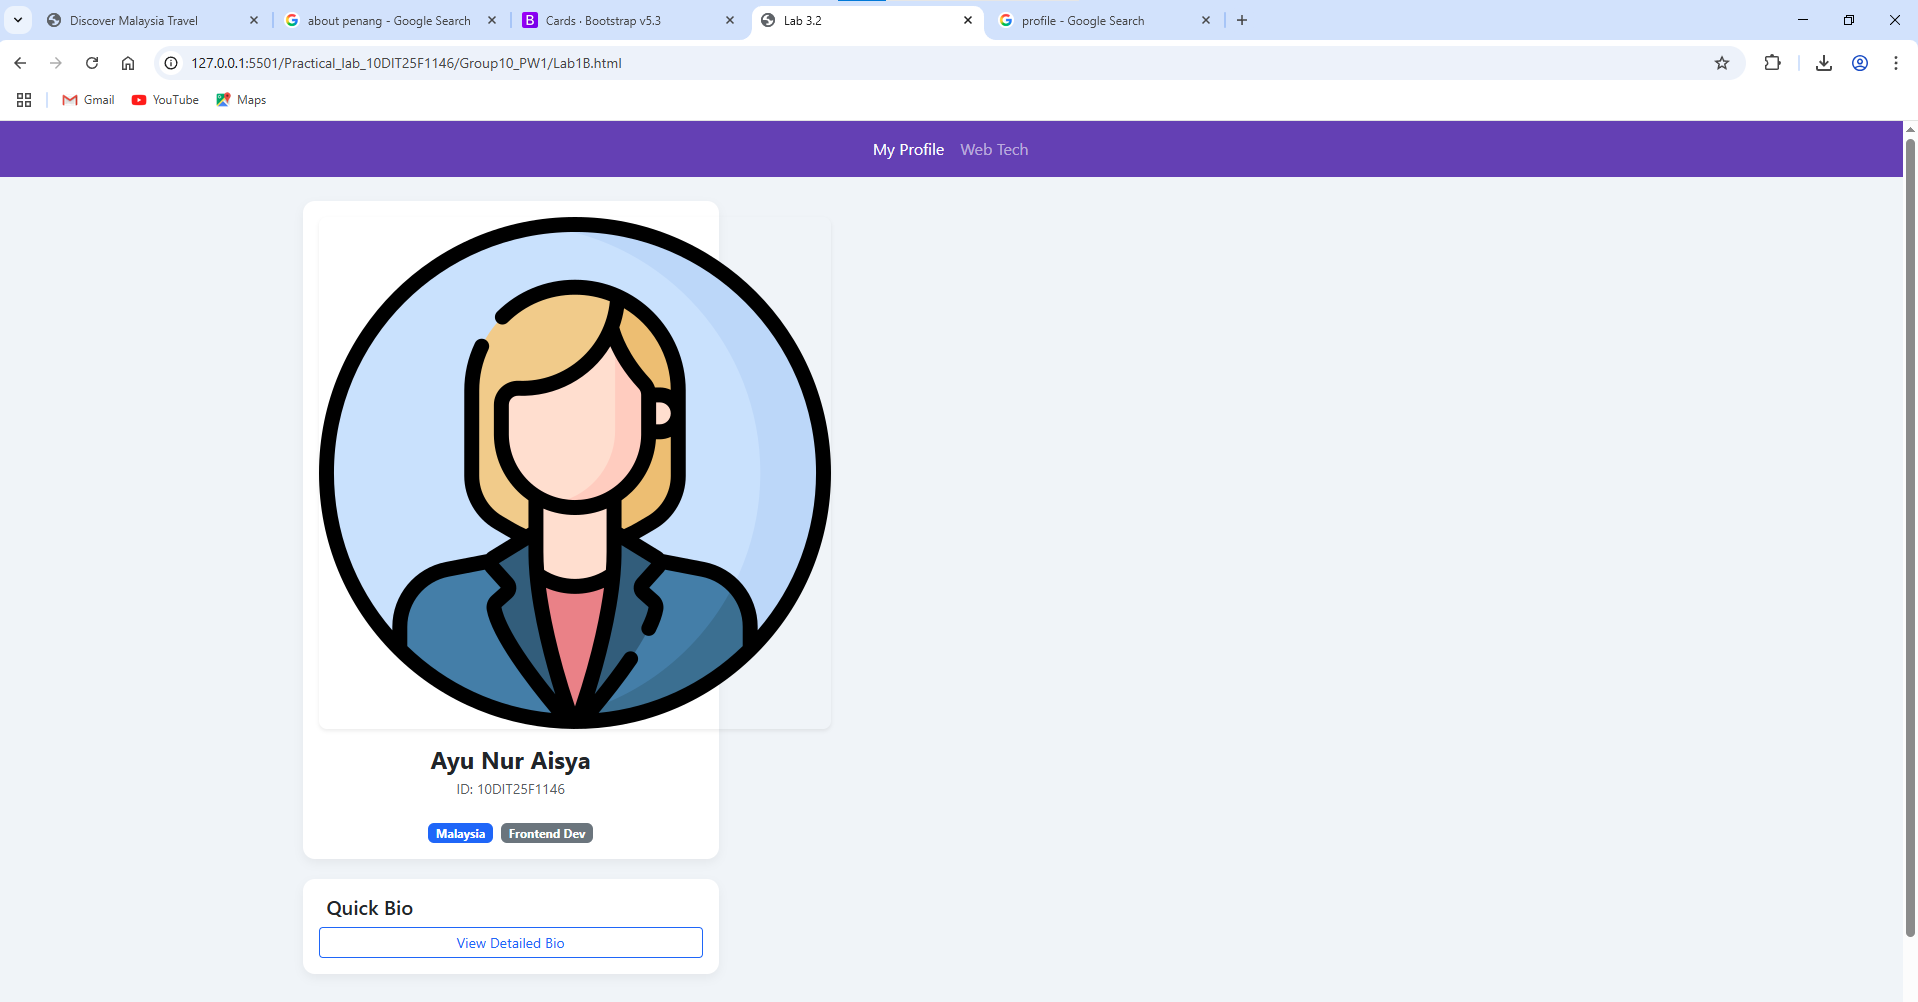 Discover Malaysia Travel
about penang - Google Search
B Cards · Bootstrap v5.3
Lab 3.2
profile - Google Search
127.0.0.1:5501/Practical_lab_10DIT25F1146/Group10_PW1/Lab1B.html
Gmail
YouTube
Maps
My Profile Web Tech
Ayu Nur Aisya
ID: 10DIT25F1146
Malaysia Frontend Dev
Quick Bio
View Detailed Bio